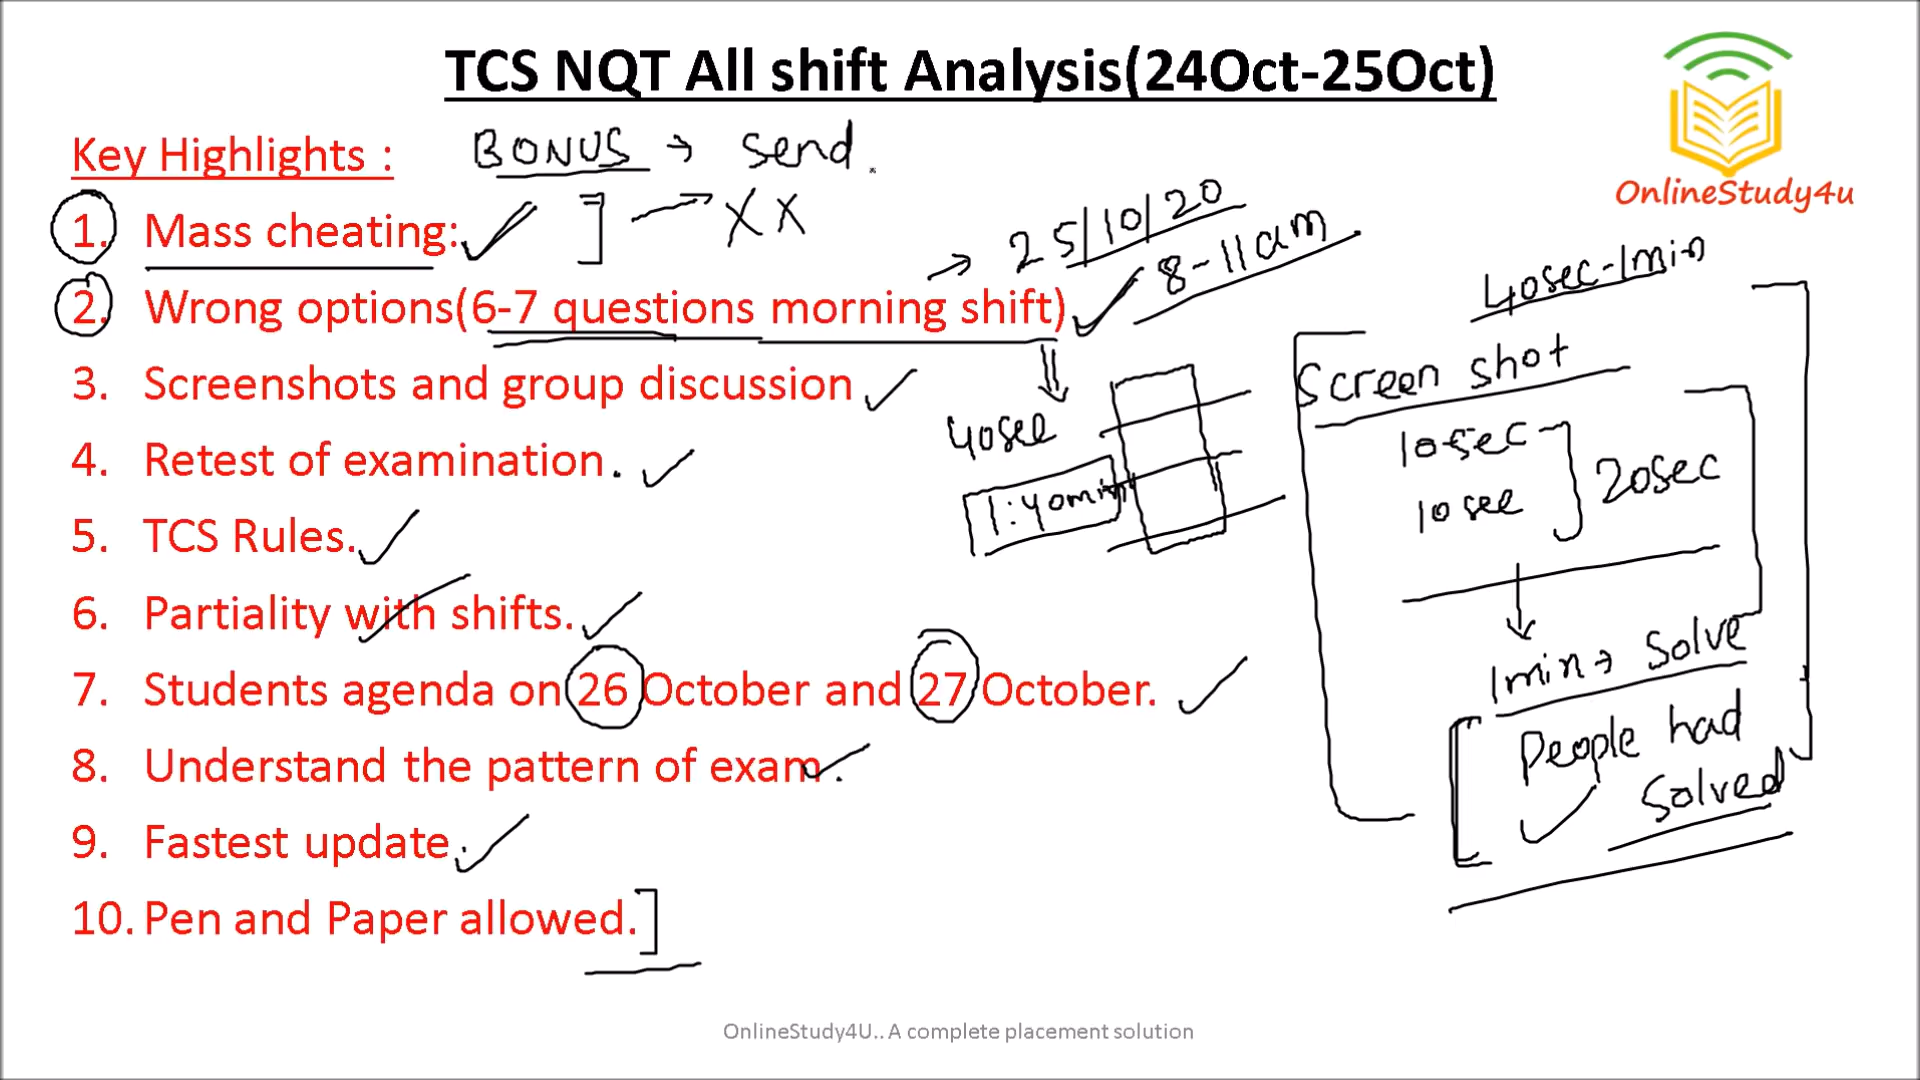 TCS NQT All shift Analysis(24Oct-25Oct)
OnlineStudy4u
Key Highlights :
BONUS → send.
1. Mass cheating:
XX
25/10/20
8-11am
2. Wrong options(6-7 questions morning shift)
3. Screenshots and group discussion
4. Retest of examination.
5. TCS Rules.
6. Partiality with shifts.
7. Students agenda on 26 October and 27 October.
8. Understand the pattern of exam.
9. Fastest update.
10. Pen and Paper allowed.
40sec
1:40min
40sec-1min
Screen shot
10sec
10sec
20sec
1min→ Solve
People had
Solved
OnlineStudy4U.. A complete placement solution